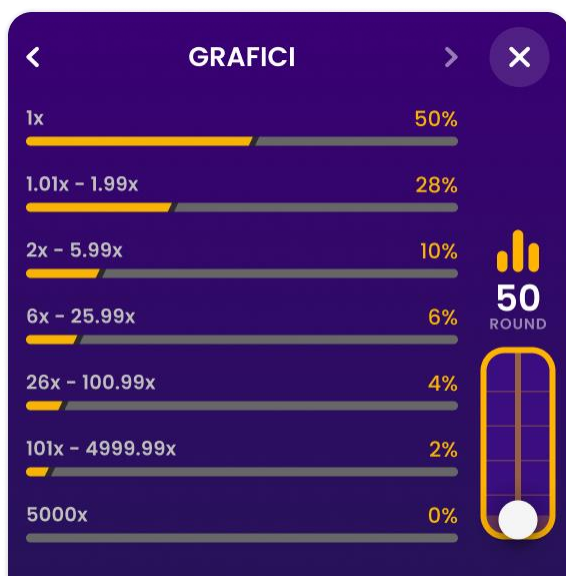 GRAFICI
1x 50%
1.01x - 1.99x 28%
2x - 5.99x 10%
6x - 25.99x 6%
26x - 100.99x 4%
101x - 4999.99x 2%
5000x 0%
50
ROUND